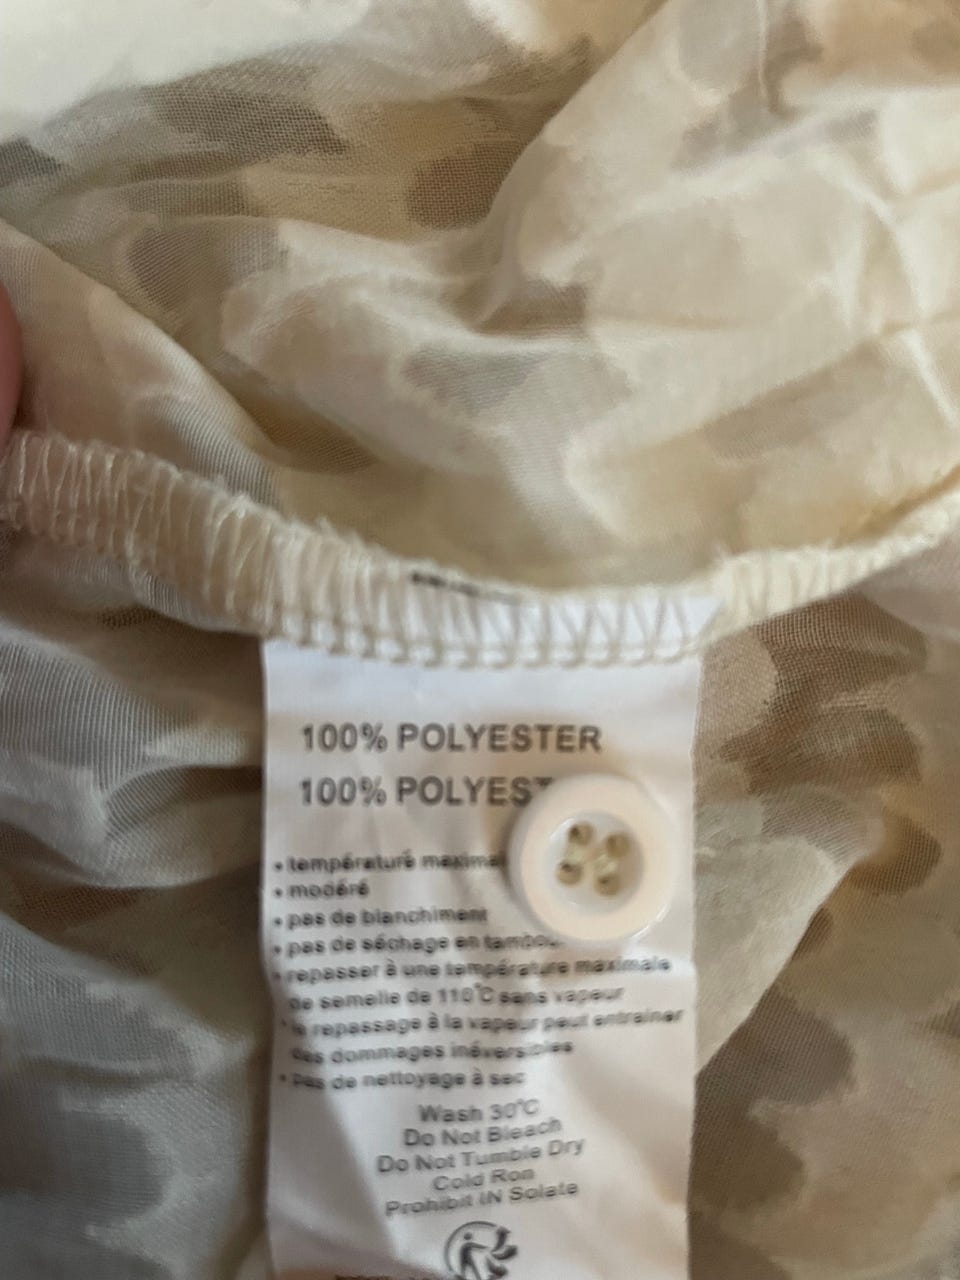 100% POLYESTER
100% POLYEST
• température maximal
• modéré
• pas de blanchiment
• pas de séchage en tambou
• repasser à une température maximale
de semelle de 110°C sans vapeur
• le repassage à la vapeur peut entrainer
des dommages inéversibles
• pas de nettoyage à sec
Wash 30°C
Do Not Bleach
Do Not Tumble Dry
Cold Ron
Prohibit IN Solate